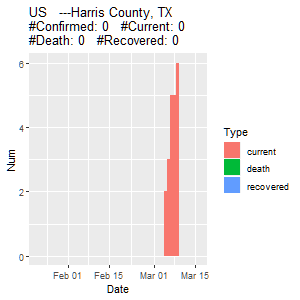 US   ---Harris County, TX
#Confirmed: 0   #Current: 0
#Death: 0   #Recovered: 0
Num
6
4
2
0
Feb 01
Feb 15
Mar 01
Mar 15
Date
Type
current
death
recovered